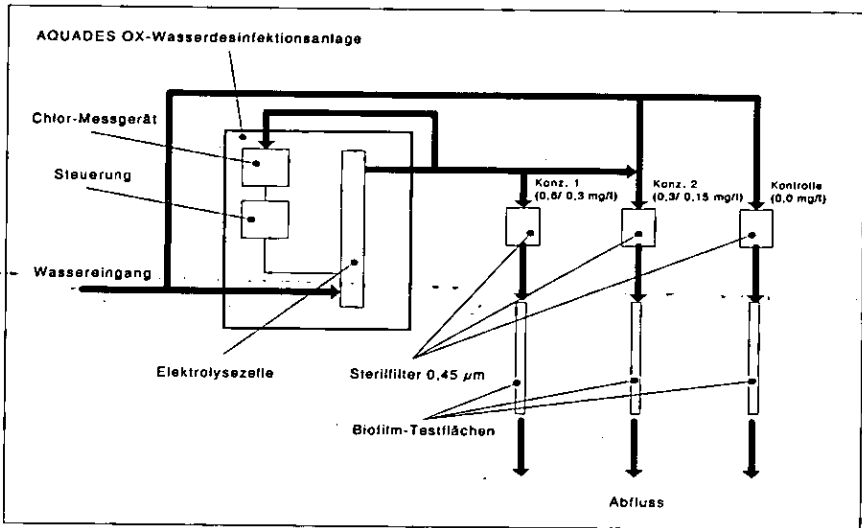 AQUADES OX-Wasserdesinfektionsanlage
Chlor-Messgerät
Steuerung
Konz. 1
(0,6/ 0,3 mg/l)
Konz. 2
(0,3/ 0,15 mg/l)
Kontrolle
(0,0 mg/l)
Wassereingang
Elektrolysezelle
Sterilfilter 0,45 µm
Biofilm-Testflächen
Abfluss